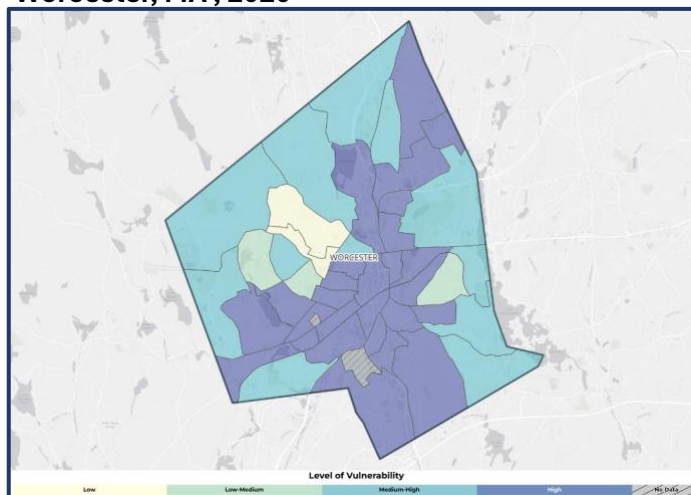 Worcester, MA, 2020
WORCESTER
Level of Vulnerability
Low Low-Medium Medium-High High No Data